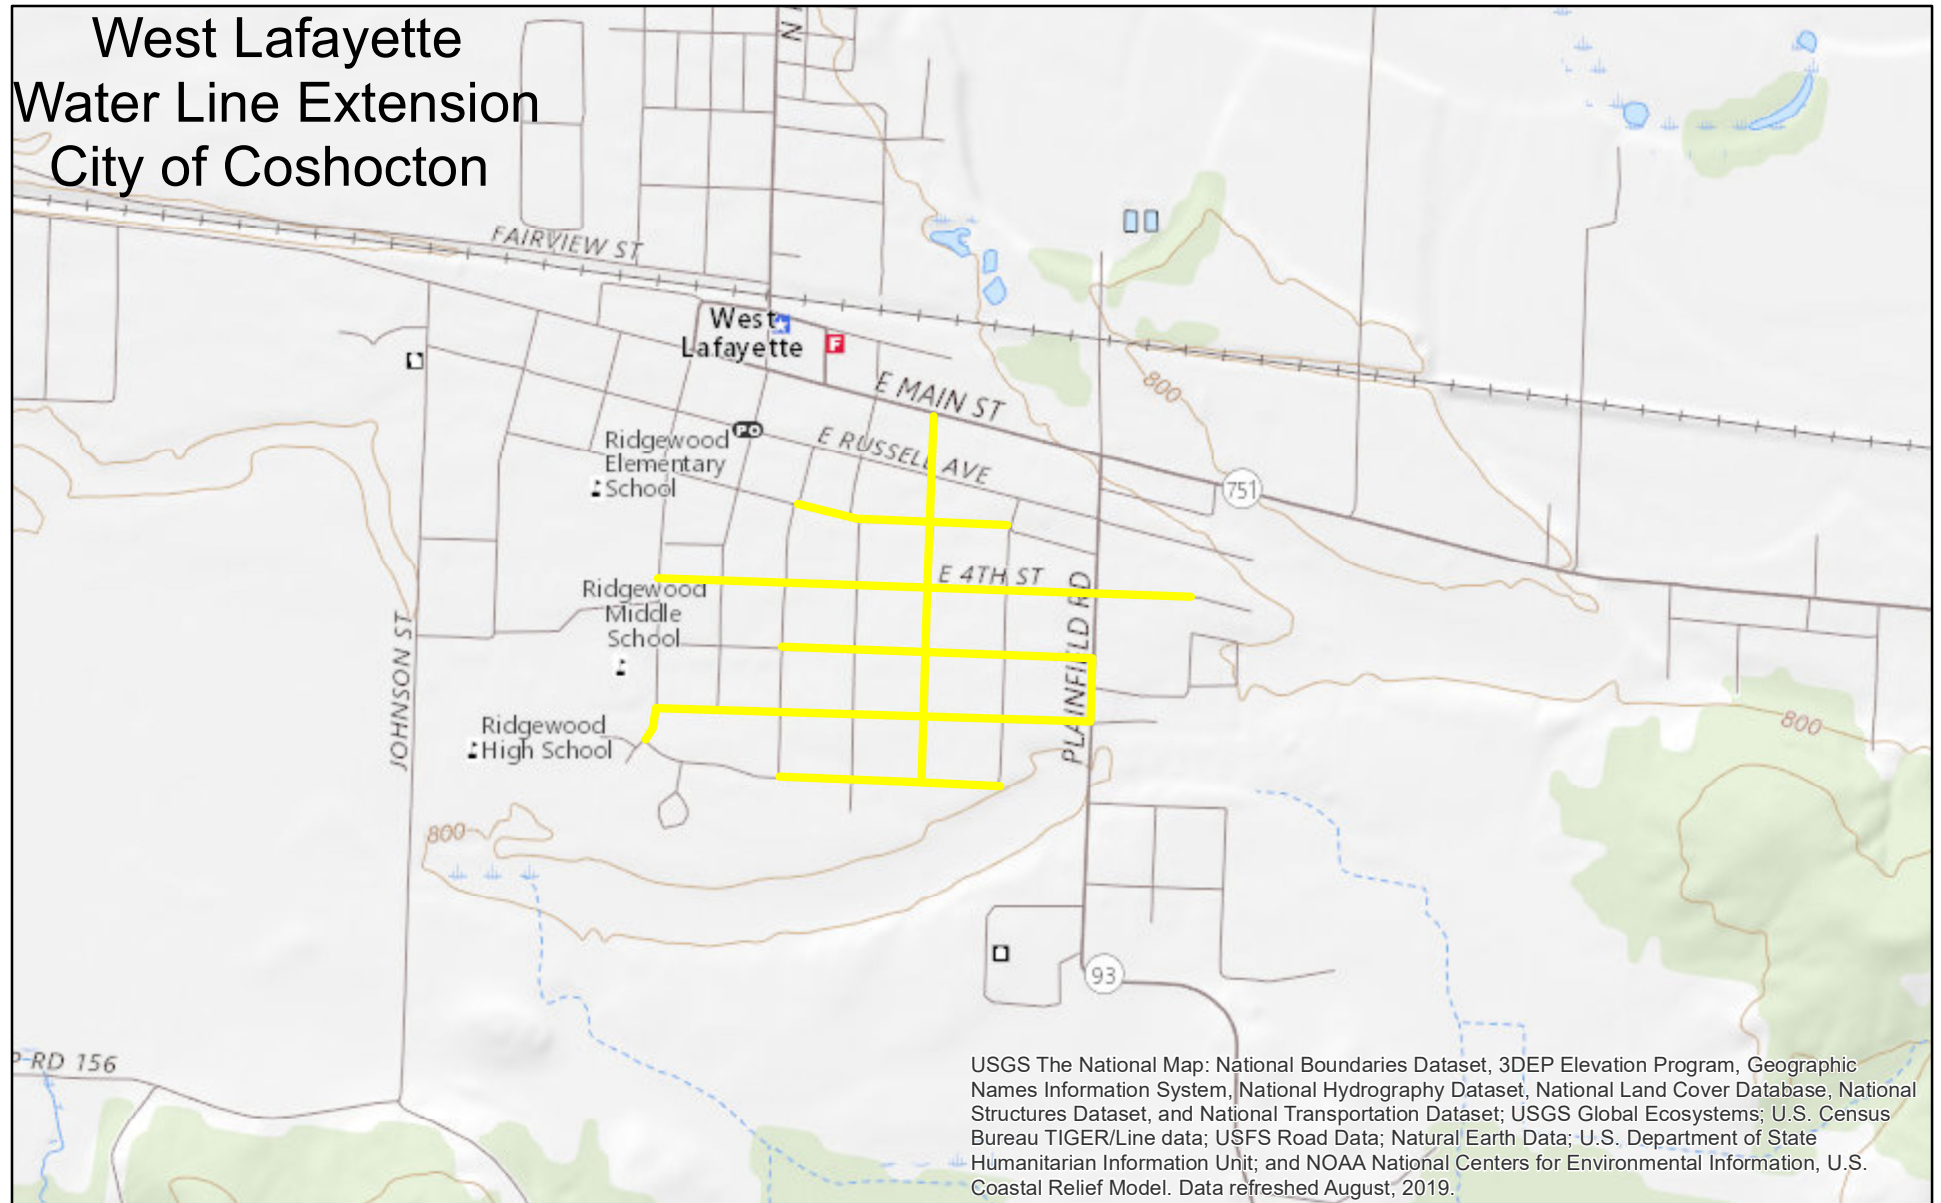 West Lafayette
Water Line Extension
City of Coshocton
N
FAIRVIEW ST
West
Lafayette
F
E MAIN ST
800
PO
Ridgewood
Elementary
School
E RUSSELL AVE
751
E 4TH ST
Ridgewood
Middle
School
JOHNSON ST
PLAINFIELD RD
Ridgewood
High School
800
800
93
P RD 156
USGS The National Map: National Boundaries Dataset, 3DEP Elevation Program, Geographic
Names Information System, National Hydrography Dataset, National Land Cover Database, National
Structures Dataset, and National Transportation Dataset; USGS Global Ecosystems; U.S. Census
Bureau TIGER/Line data; USFS Road Data; Natural Earth Data; U.S. Department of State
Humanitarian Information Unit; and NOAA National Centers for Environmental Information, U.S.
Coastal Relief Model. Data refreshed August, 2019.